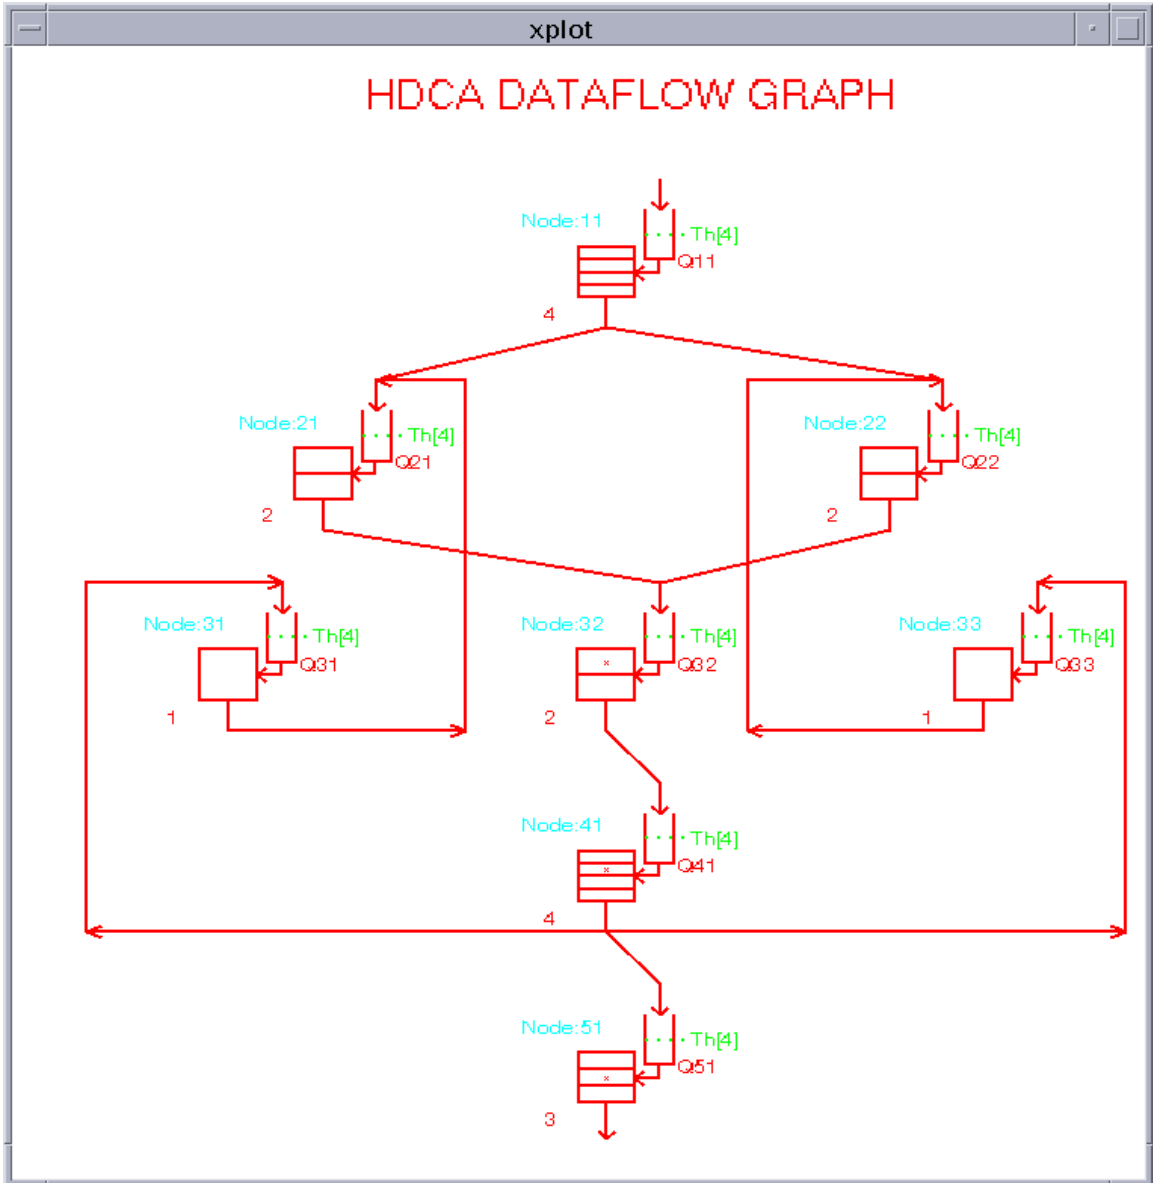 xplot
HDCA DATAFLOW GRAPH
Node:11
Th[4]
Q11
4
Node:21
Th[4]
Q21
2
Node:22
Th[4]
Q22
2
Node:31
Th[4]
Q31
1
Node:32
Th[4]
Q32
2
Node:33
Th[4]
Q33
1
Node:41
Th[4]
Q41
4
Node:51
Th[4]
Q51
3